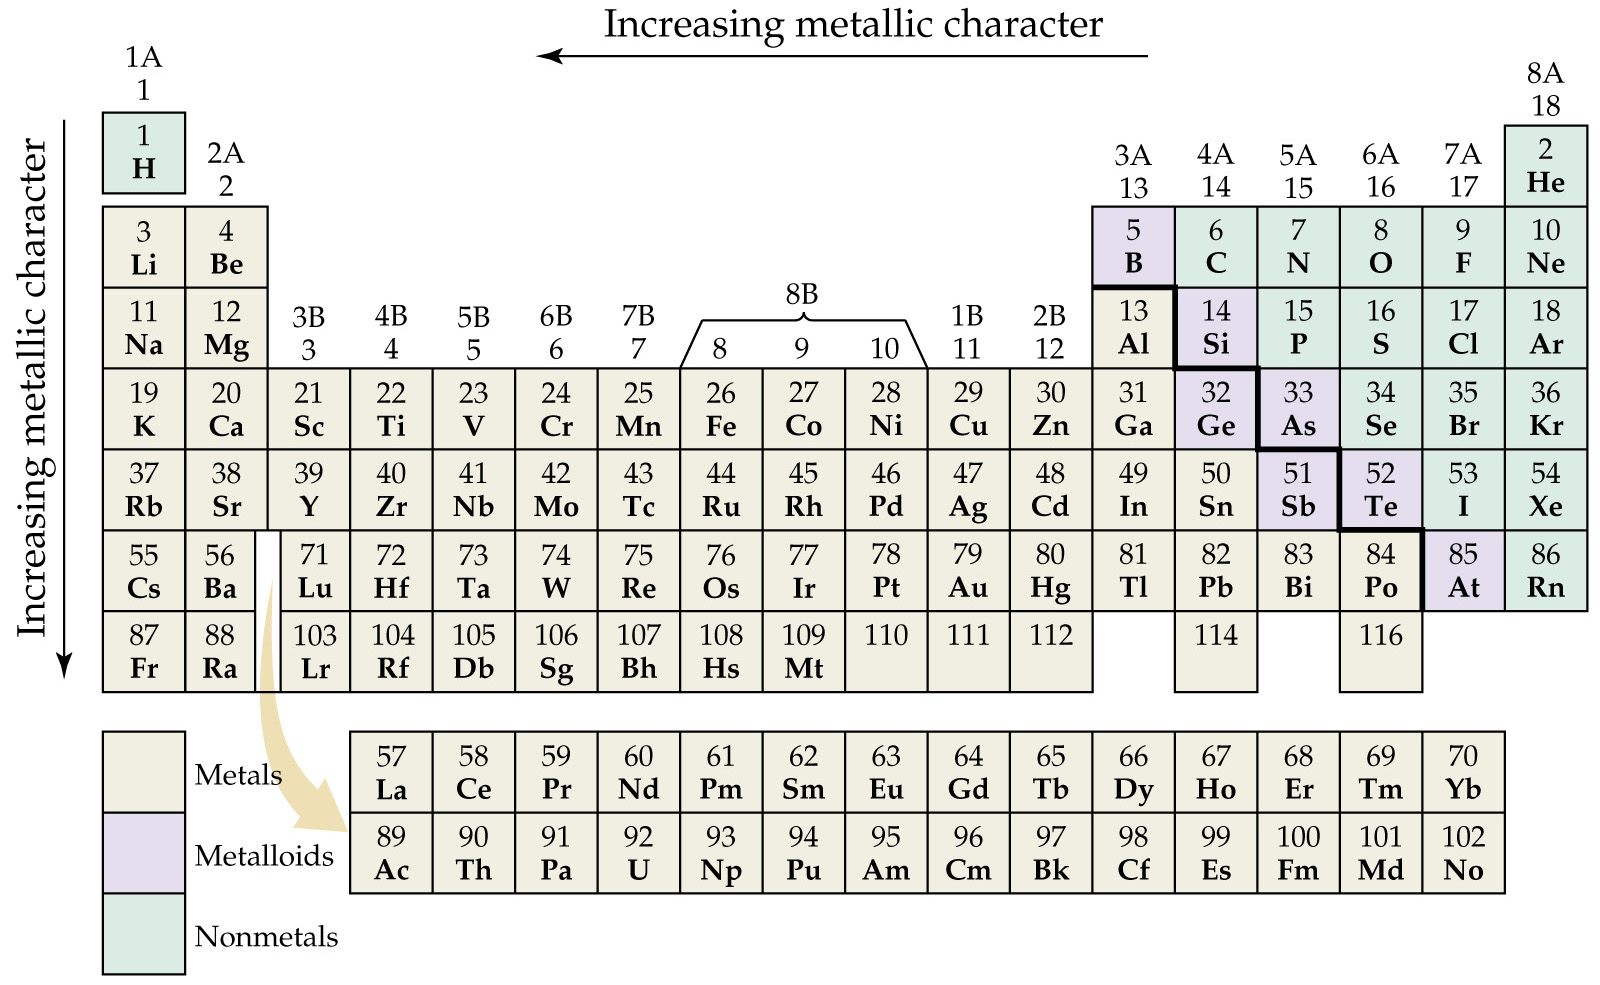 Increasing metallic character
Increasing metallic character
1A
1
2A
2
3B
3
4B
4
5B
5
6B
6
7B
7
8B
8 9 10
1B
11
2B
12
3A
13
4A
14
5A
15
6A
16
7A
17
8A
18
1 2
H He
3 4 5 6 7 8 9 10
Li Be B C N O F Ne
11 12 13 14 15 16 17 18
Na Mg Al Si P S Cl Ar
19 20 21 22 23 24 25 26 27 28 29 30 31 32 33 34 35 36
K Ca Sc Ti V Cr Mn Fe Co Ni Cu Zn Ga Ge As Se Br Kr
37 38 39 40 41 42 43 44 45 46 47 48 49 50 51 52 53 54
Rb Sr Y Zr Nb Mo Tc Ru Rh Pd Ag Cd In Sn Sb Te I Xe
55 56 71 72 73 74 75 76 77 78 79 80 81 82 83 84 85 86
Cs Ba Lu Hf Ta W Re Os Ir Pt Au Hg Tl Pb Bi Po At Rn
87 88 103 104 105 106 107 108 109 110 111 112 114 116
Fr Ra Lr Rf Db Sg Bh Hs Mt
57 58 59 60 61 62 63 64 65 66 67 68 69 70
La Ce Pr Nd Pm Sm Eu Gd Tb Dy Ho Er Tm Yb
89 90 91 92 93 94 95 96 97 98 99 100 101 102
Ac Th Pa U Np Pu Am Cm Bk Cf Es Fm Md No
Metals
Metalloids
Nonmetals